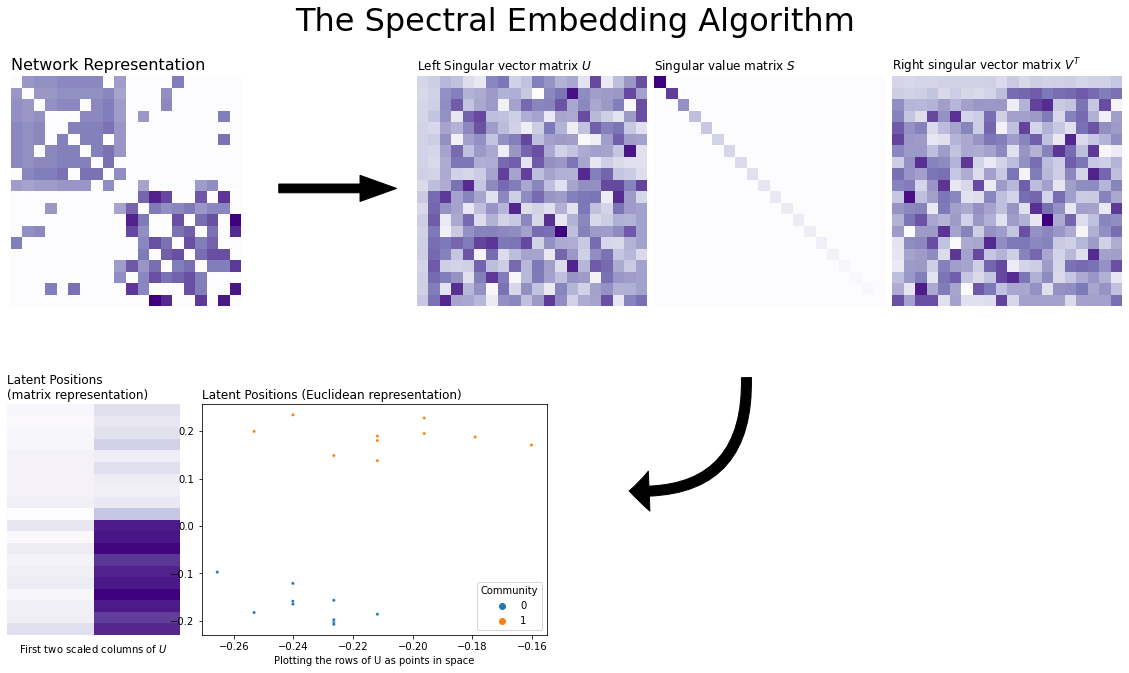 The Spectral Embedding Algorithm
Network Representation
Left Singular vector matrix U
Singular value matrix S
Right singular vector matrix V^T
Latent Positions
(matrix representation)
First two scaled columns of U
Latent Positions (Euclidean representation)
0.2
0.1
0.0
−0.1
−0.2
Community
0
1
−0.26
−0.24
−0.22
−0.20
−0.18
−0.16
Plotting the rows of U as points in space